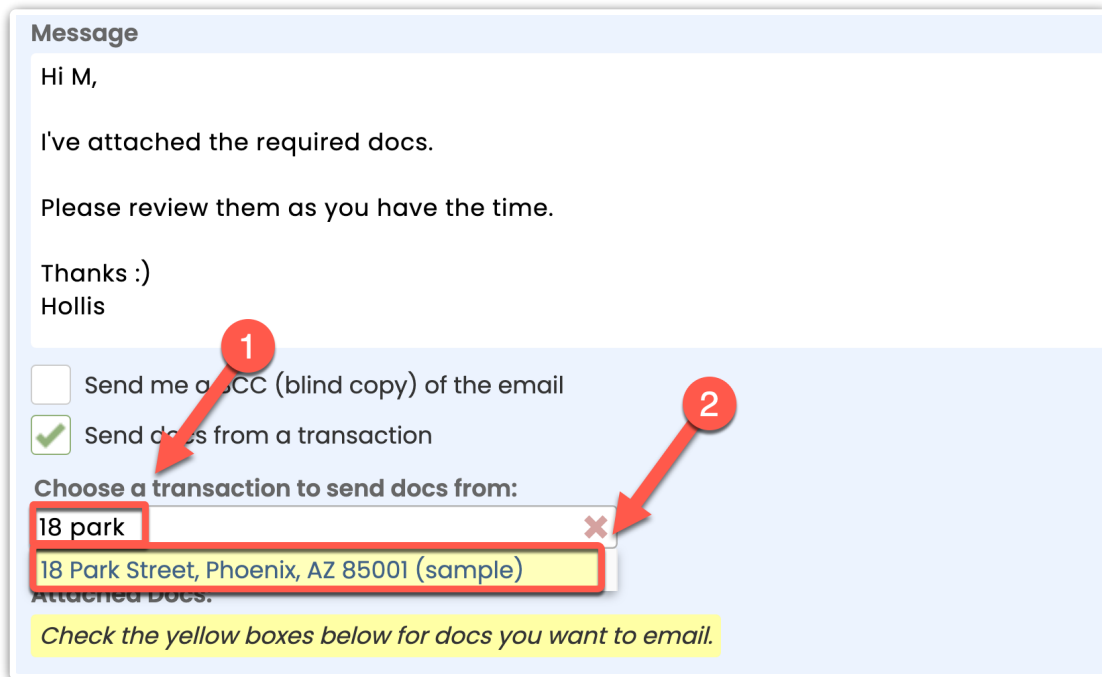 Message
Hi M,
I've attached the required docs.
Please review them as you have the time.
Thanks :)
Hollis
1
Send me a BCC (blind copy) of the email
2
Send docs from a transaction
Choose a transaction to send docs from:
18 park
18 Park Street, Phoenix, AZ 85001 (sample)
Attached Docs:
Check the yellow boxes below for docs you want to email.